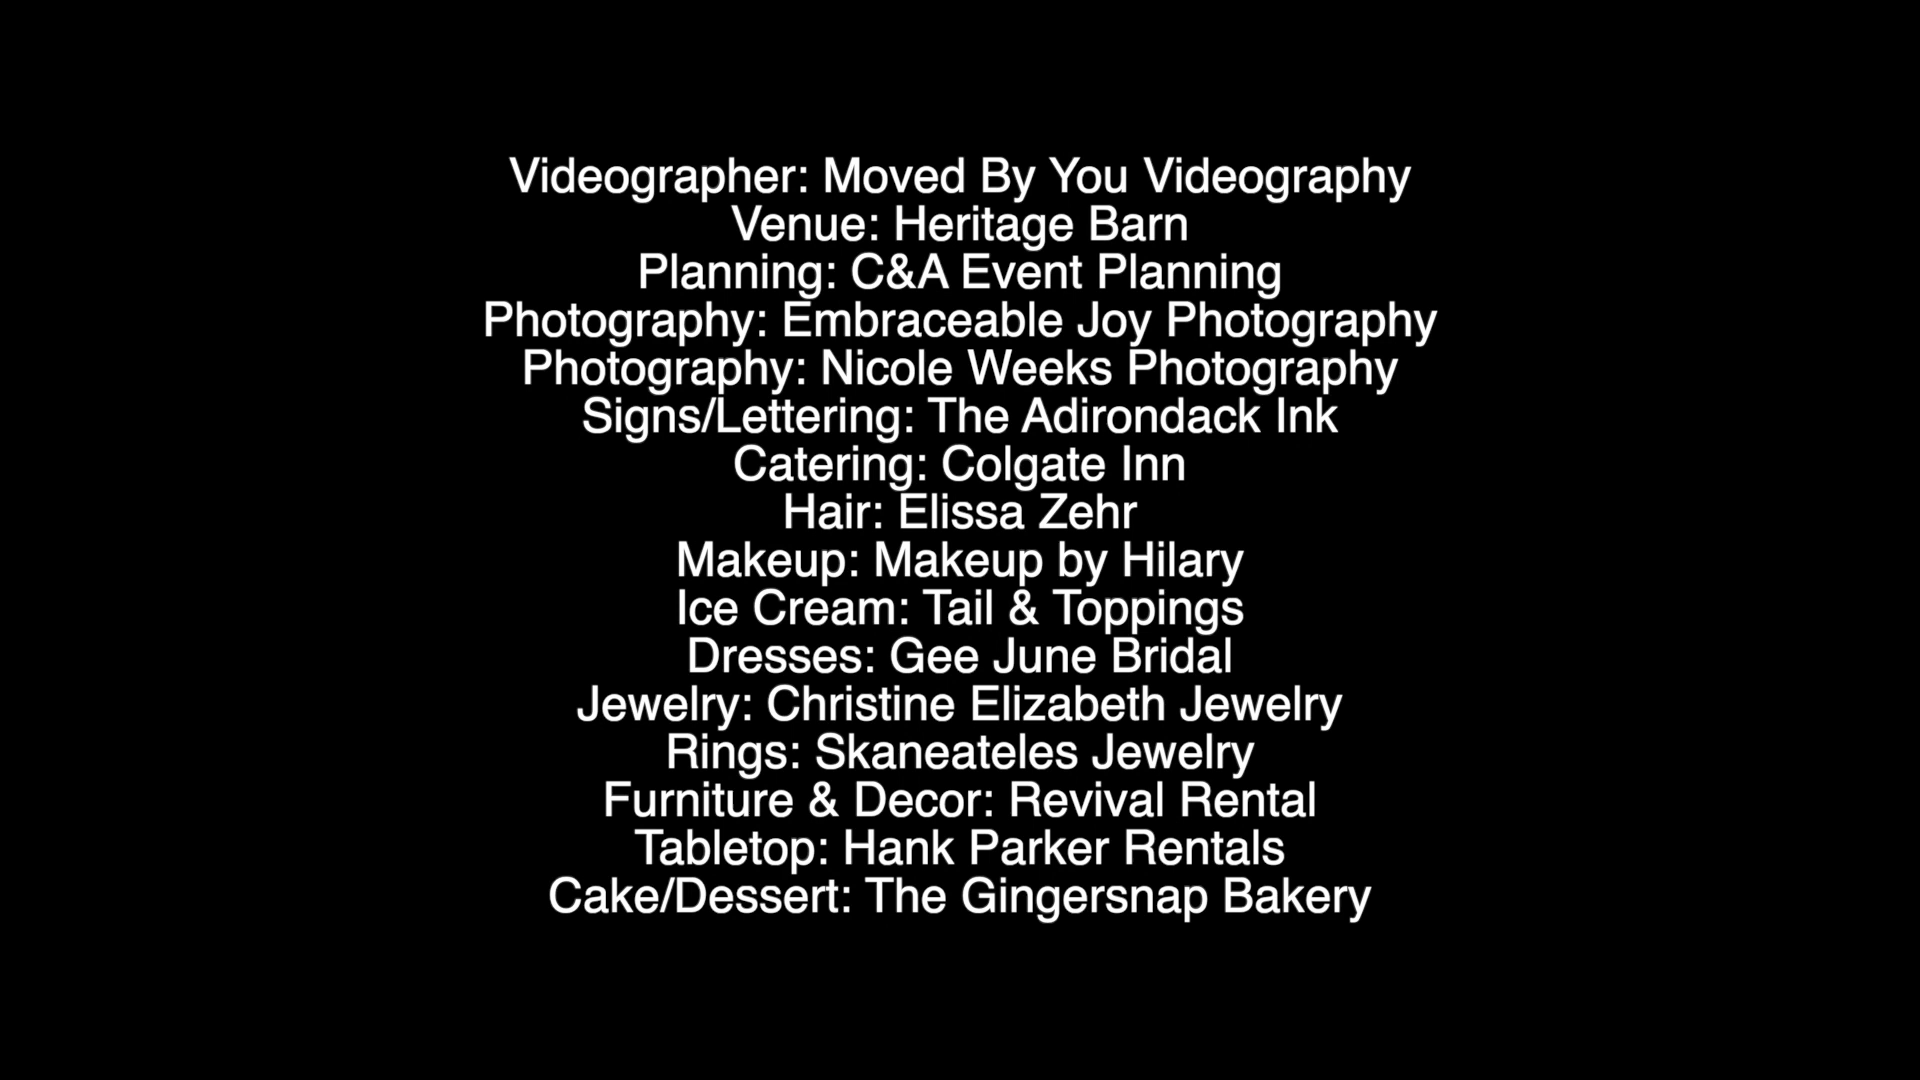 Videographer: Moved By You Videography
Venue: Heritage Barn
Planning: C&A Event Planning
Photography: Embraceable Joy Photography
Photography: Nicole Weeks Photography
Signs/Lettering: The Adirondack Ink
Catering: Colgate Inn
Hair: Elissa Zehr
Makeup: Makeup by Hilary
Ice Cream: Tail & Toppings
Dresses: Gee June Bridal
Jewelry: Christine Elizabeth Jewelry
Rings: Skaneateles Jewelry
Furniture & Decor: Revival Rental
Tabletop: Hank Parker Rentals
Cake/Dessert: The Gingersnap Bakery